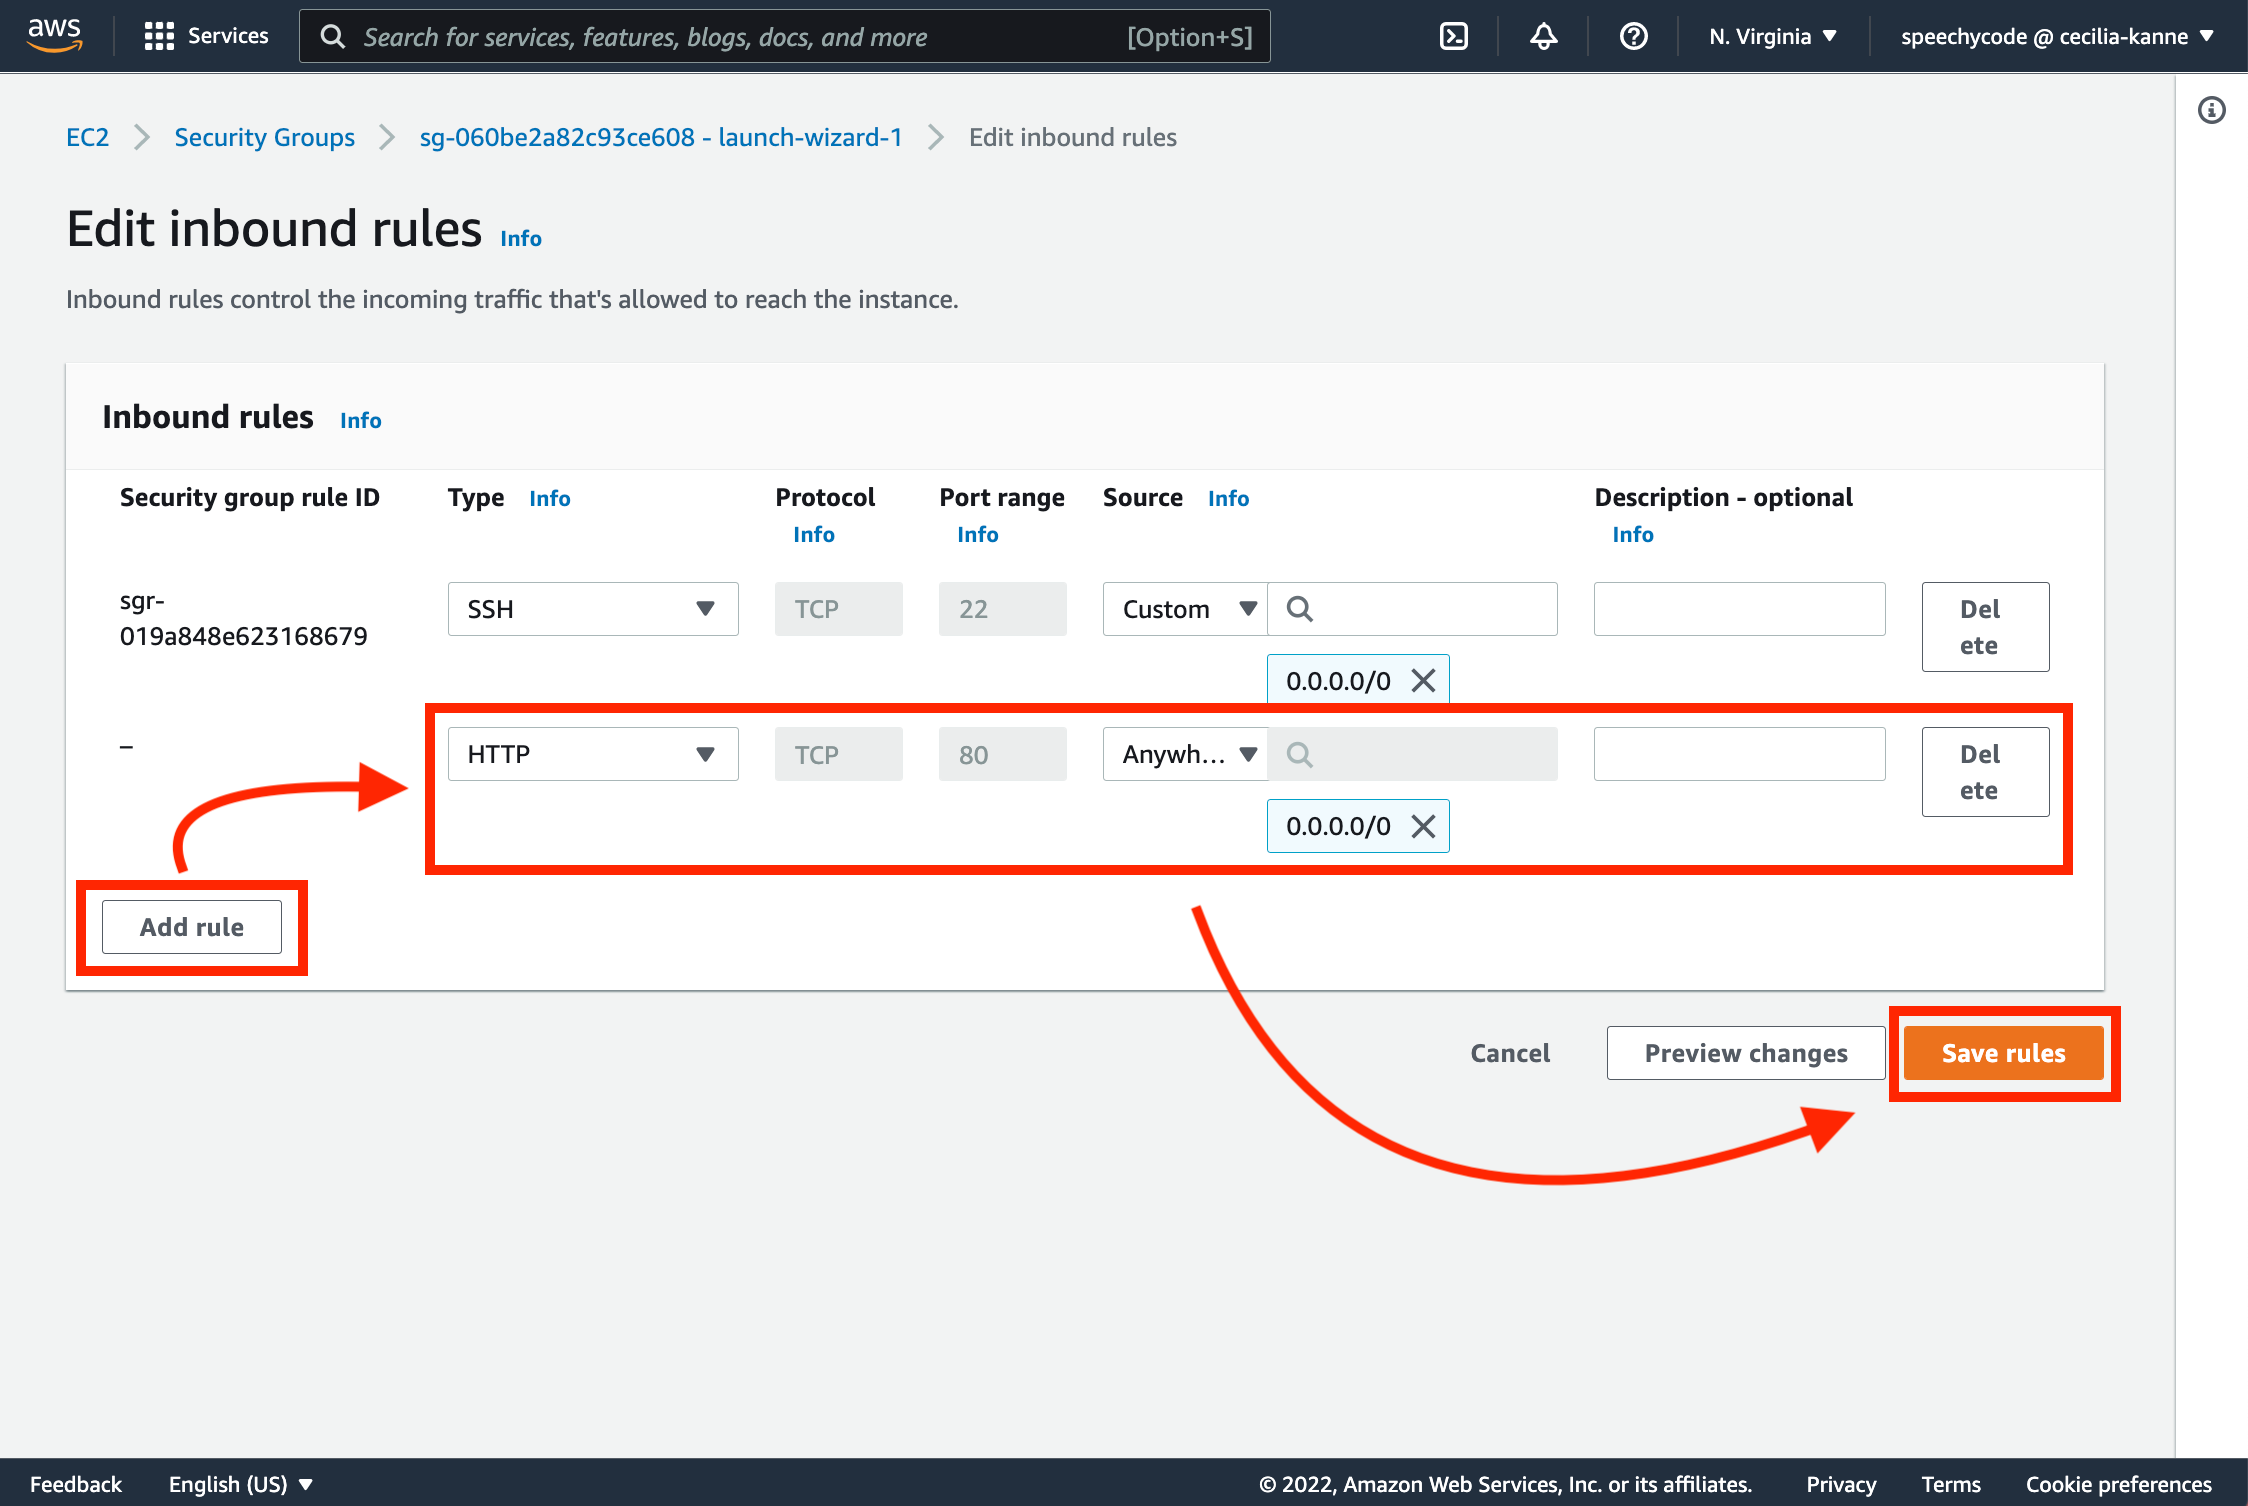 aws
Services
Search for services, features, blogs, docs, and more
[Option+S]
N. Virginia
speechycode @ cecilia-kanne
EC2
Security Groups
sg-060be2a82c93ce608 - launch-wizard-1
Edit inbound rules
Edit inbound rules Info
Inbound rules control the incoming traffic that's allowed to reach the instance.
Inbound rules Info
Security group rule ID
Type Info
Protocol
Info
Port range
Info
Source Info
Description - optional
Info
sgr-
019a848e623168679
SSH
TCP
22
Custom
0.0.0.0/0
Del
ete
–
HTTP
TCP
80
Anywh...
0.0.0.0/0
Del
ete
Add rule
Cancel
Preview changes
Save rules
Feedback
English (US)
© 2022, Amazon Web Services, Inc. or its affiliates.
Privacy
Terms
Cookie preferences